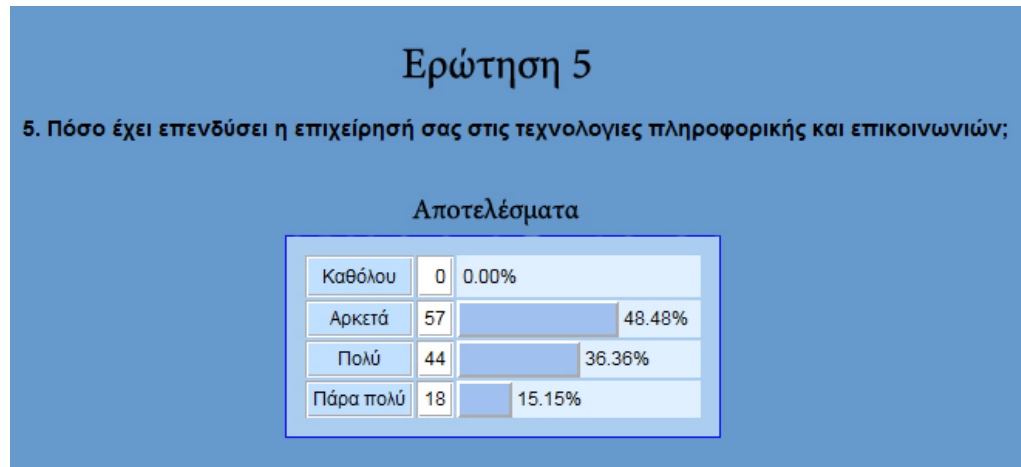 Ερώτηση 5
5. Πόσο έχει επενδύσει η επιχείρησή σας στις τεχνολογιες πληροφορικής και επικοινωνιών;
Αποτελέσματα
Καθόλου 0 0.00%
Αρκετά 57 48.48%
Πολύ 44 36.36%
Πάρα πολύ 18 15.15%